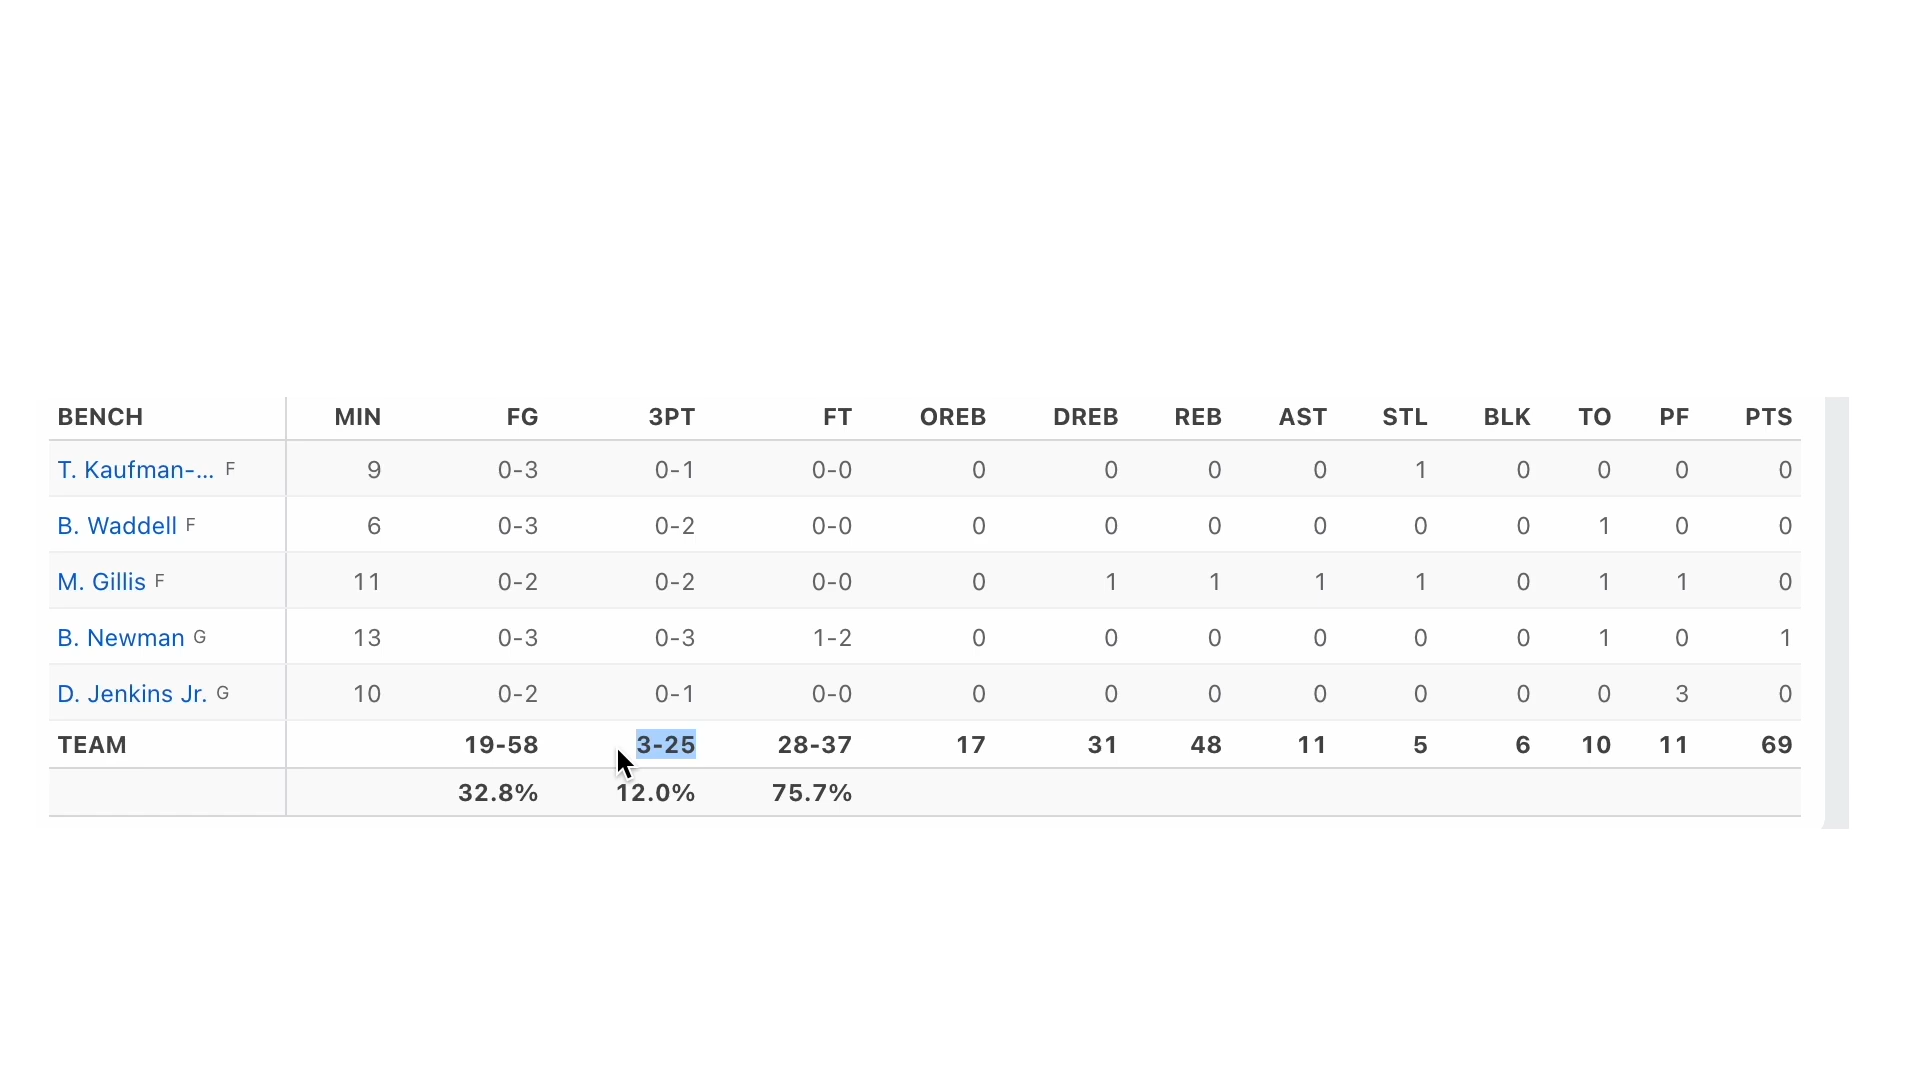 BENCH MIN FG 3PT FT OREB DREB REB AST STL BLK TO PF PTS
T. Kaufman-... F 9 0-3 0-1 0-0 0 0 0 0 1 0 0 0 0
B. Waddell F 6 0-3 0-2 0-0 0 0 0 0 0 0 1 0 0
M. Gillis F 11 0-2 0-2 0-0 0 1 1 1 1 0 1 1 0
B. Newman G 13 0-3 0-3 1-2 0 0 0 0 0 0 1 0 1
D. Jenkins Jr. G 10 0-2 0-1 0-0 0 0 0 0 0 0 0 3 0
TEAM 19-58 3-25 28-37 17 31 48 11 5 6 10 11 69
32.8% 12.0% 75.7%